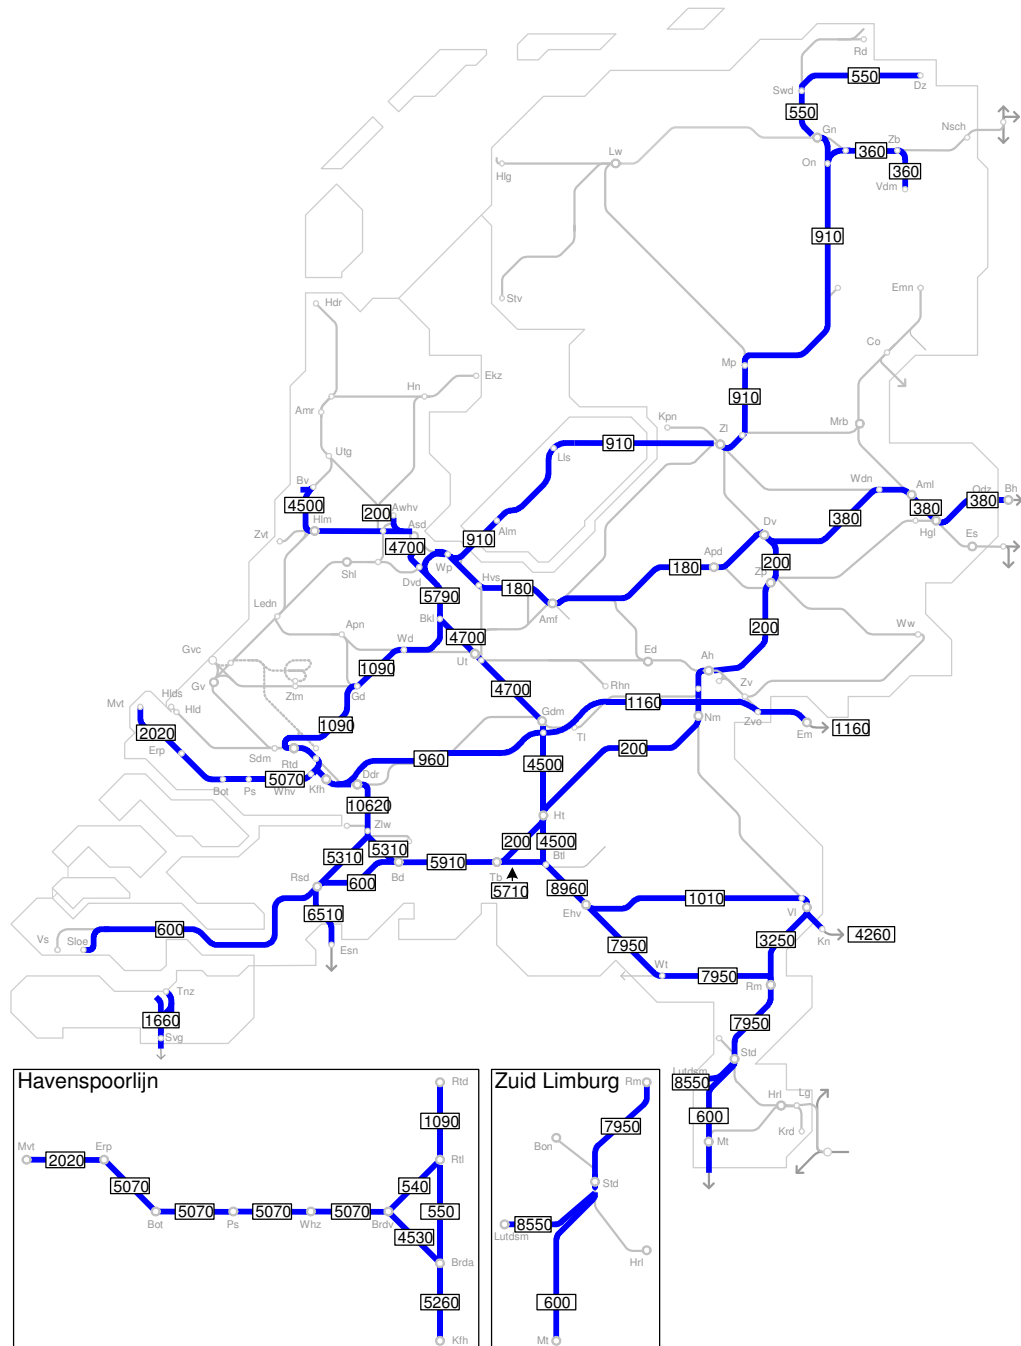 Rd
550
Dz
Swd
550
Gn
Zb
Nsch
360
On
Lw
Hlg
360
Vdm
910
Stv
Emn
Hdr
Co
Mp
Ekz
Hn
910
Amr
Mrb
Kpn
Zl
910
Utg
Lls
Bv
Wdn
Aml
Odz
Bh
4500
380
Hlm
200
Awhv
Asd
Alm
380
380
Hgl
Es
Zvt
4700
910
Dv
Wp
Apd
200
Shl
Dvd
Hvs
180
180
Zp
5790
Ledn
Amf
Bkl
200
Apn
Wd
4700
Ww
Gvc
Ut
Ed
Ah
1090
Gv
Ztm
Gd
4700
Rhn
Zv
Mvt
Hlds
Hld
1160
Nm
Zvo
Em
1160
2020
1090
Gdm
Tl
Erp
Sdm
Rtd
960
200
4500
Bot
Ps
5070
Whv
Kfh
Ddr
10620
Ht
Zlw
5310
5310
200
4500
Btl
Rsd
600
Bd
5910
Tb
5710
8960
6510
Ehv
1010
Vl
600
Vs
Sloe
Esn
7950
3250
Kn
4260
Wt
7950
Rm
Tnz
1660
Svg
7950
Std
Lutdsm
8550
600
Hrl
Lg
Krd
Mt
Havenspoorlijn
Rtd
1090
Mvt
2020
Erp
Rtl
5070
540
Bot
5070
Ps
5070
Whz
5070
Brdv
550
4530
Brda
5260
Kfh
Zuid Limburg
Rm
7950
Bon
Std
8550
Lutdsm
Hrl
600
Mt